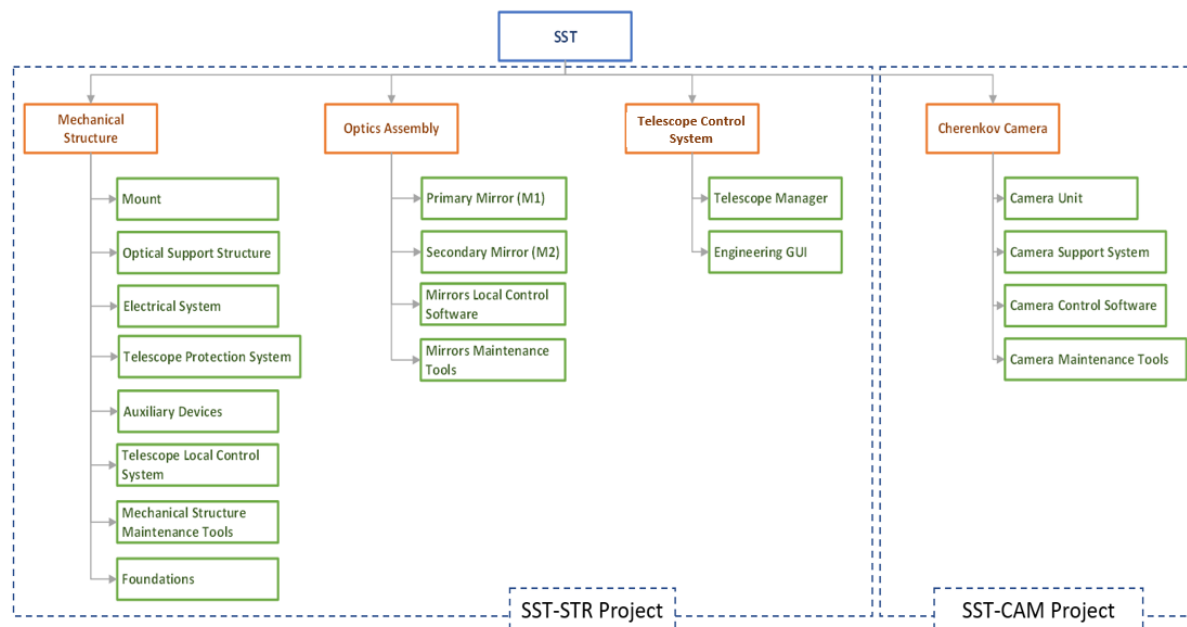 SST
Mechanical
Structure
Mount
Optical Support Structure
Electrical System
Telescope Protection System
Auxiliary Devices
Telescope Local Control
System
Mechanical Structure
Maintenance Tools
Foundations
Optics Assembly
Primary Mirror (M1)
Secondary Mirror (M2)
Mirrors Local Control
Software
Mirrors Maintenance
Tools
Telescope Control
System
Telescope Manager
Engineering GUI
Cherenkov Camera
Camera Unit
Camera Support System
Camera Control Software
Camera Maintenance Tools
SST-STR Project
SST-CAM Project